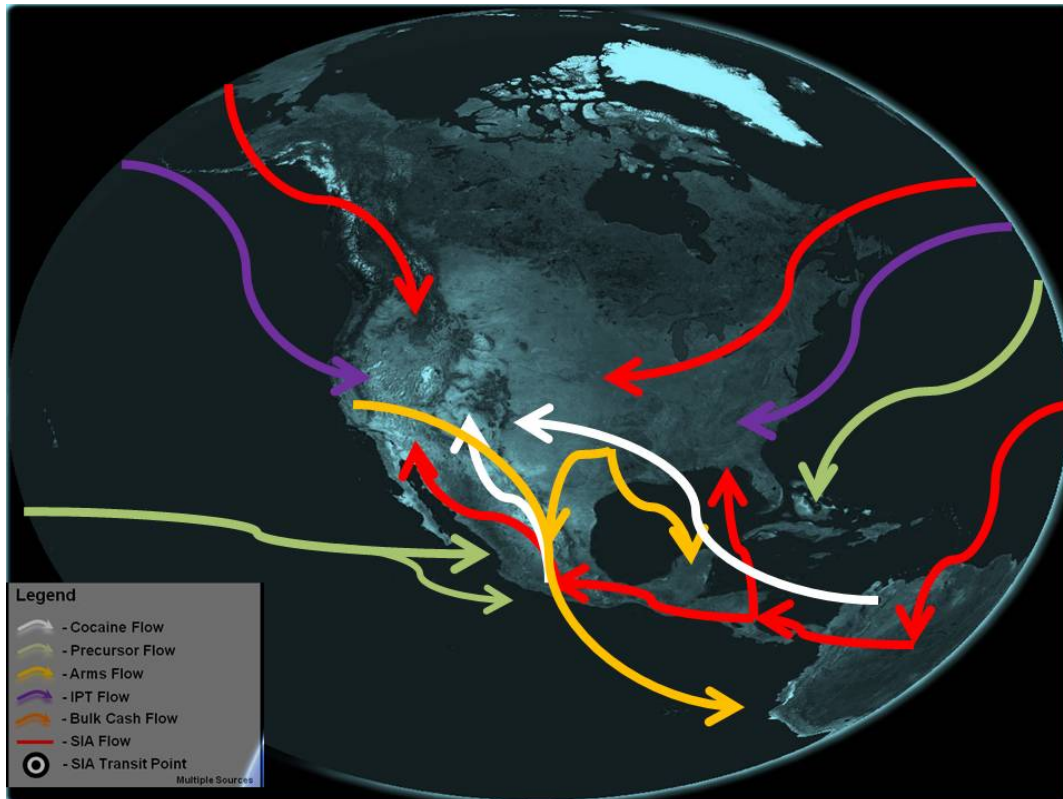 Legend
- Cocaine Flow
- Precursor Flow
- Arms Flow
- IPT Flow
- Bulk Cash Flow
- SIA Flow
- SIA Transit Point
Multiple Sources